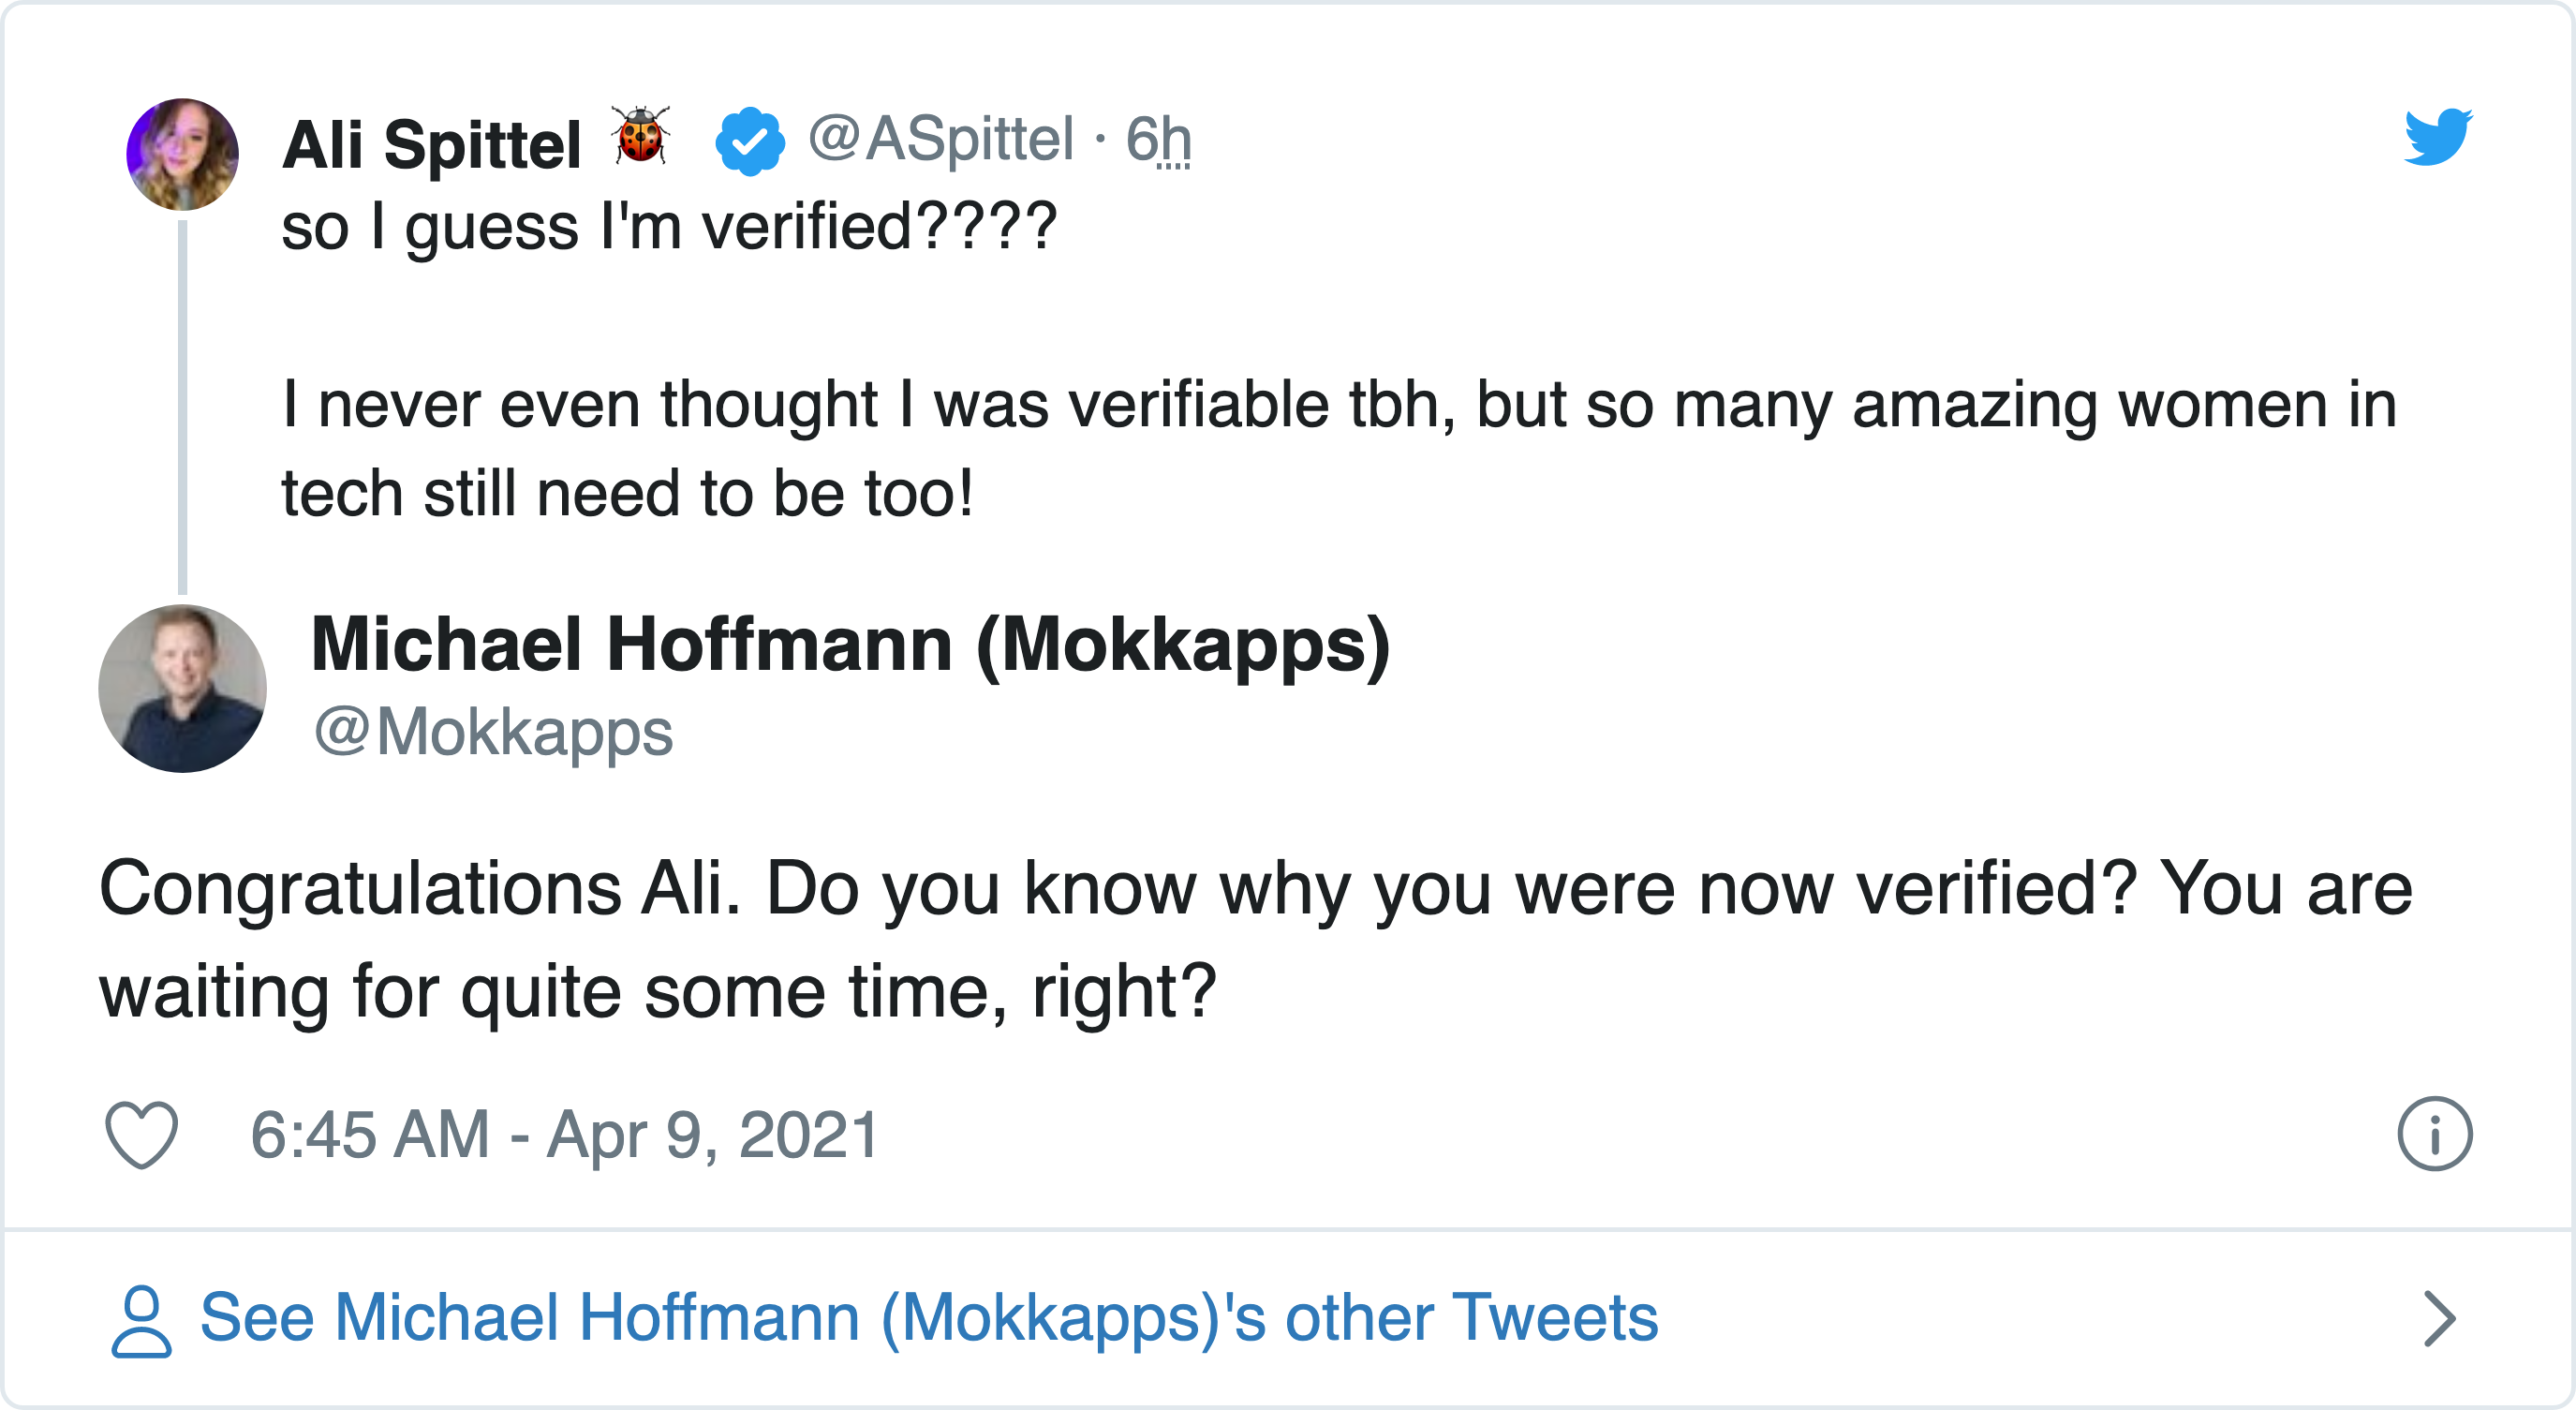 Ali Spittel 🐞 @ASpittel · 6h
so I guess I'm verified????
I never even thought I was verifiable tbh, but so many amazing women in
tech still need to be too!
Michael Hoffmann (Mokkapps)
@Mokkapps
Congratulations Ali. Do you know why you were now verified? You are
waiting for quite some time, right?
6:45 AM - Apr 9, 2021
See Michael Hoffmann (Mokkapps)'s other Tweets